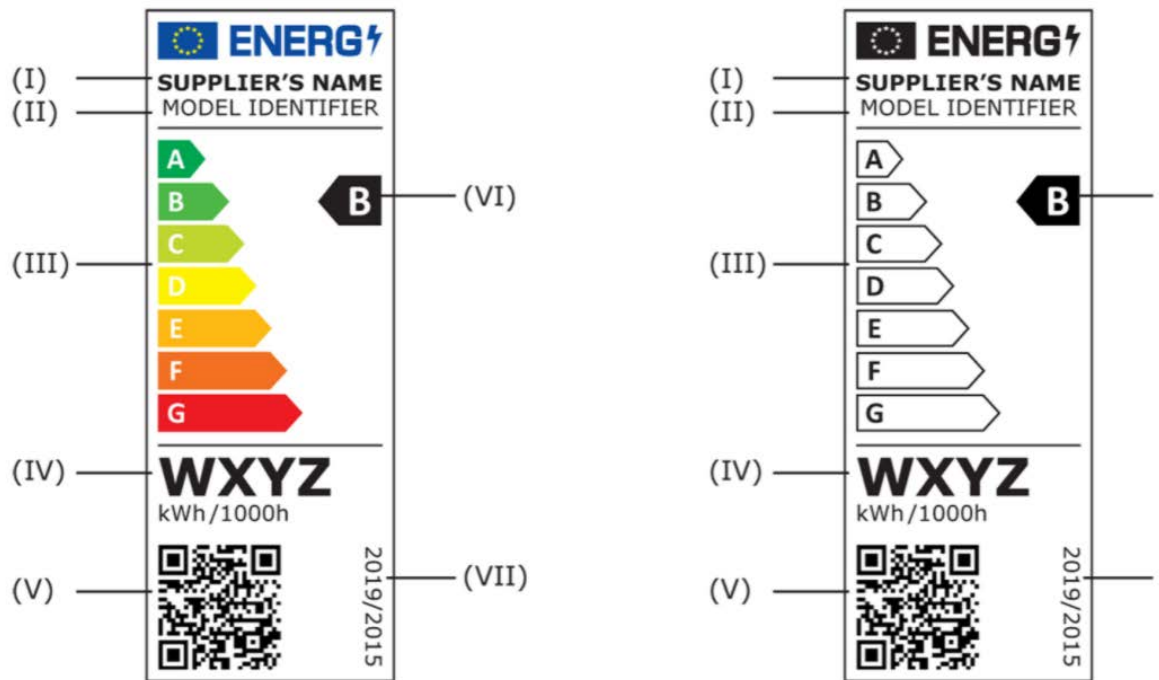 ENERG
(I) SUPPLIER'S NAME
(II) MODEL IDENTIFIER
A
B
B
(VI)
C
(III)
D
E
F
G
(IV) WXYZ
kWh/1000h
(V)
2019/2015
(VII)
ENERG
(I) SUPPLIER'S NAME
(II) MODEL IDENTIFIER
A
B
B
C
(III)
D
E
F
G
(IV) WXYZ
kWh/1000h
(V)
2019/2015